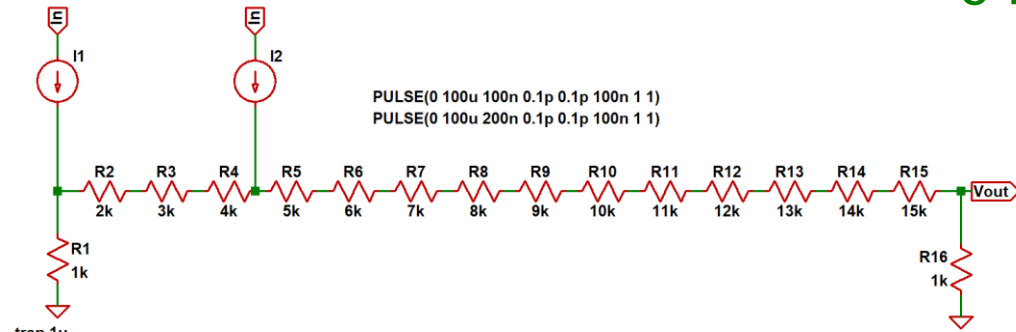 In In
I1 I2
PULSE(0 100u 100n 0.1p 0.1p 100n 1 1)
PULSE(0 100u 200n 0.1p 0.1p 100n 1 1)
R2 R3 R4 R5 R6 R7 R8 R9 R10 R11 R12 R13 R14 R15
Vout
2k 3k 4k 5k 6k 7k 8k 9k 10k 11k 12k 13k 14k 15k
R1
1k
R16
1k